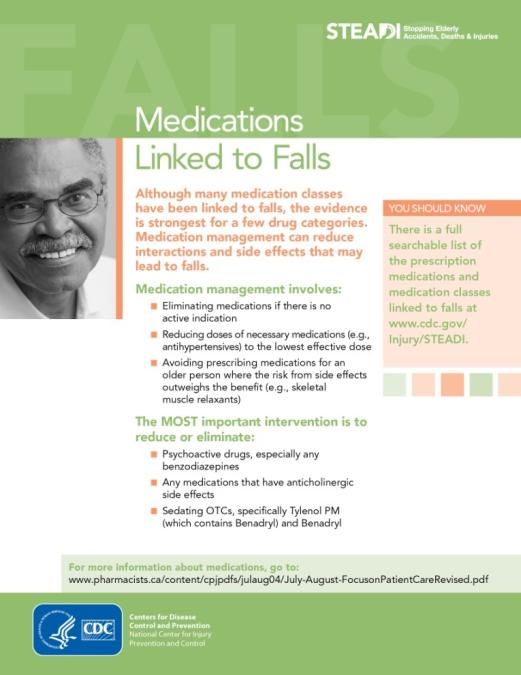 FALLS
STEADI Stopping Elderly
Accidents, Deaths & Injuries
Medications
Linked to Falls
Although many medication classes
have been linked to falls, the evidence
is strongest for a few drug categories.
Medication management can reduce
interactions and side effects that may
lead to falls.
Medication management involves:
Eliminating medications if there is no
active indication
Reducing doses of necessary medications (e.g.,
antihypertensives) to the lowest effective dose
Avoiding prescribing medications for an
older person where the risk from side effects
outweighs the benefit (e.g., skeletal
muscle relaxants)
The MOST important intervention is to
reduce or eliminate:
Psychoactive drugs, especially any
benzodiazepines
Any medications that have anticholinergic
side effects
Sedating OTCs, specifically Tylenol PM
(which contains Benadryl) and Benadryl
YOU SHOULD KNOW
There is a full
searchable list of
the prescription
medications and
medication classes
linked to falls at
www.cdc.gov/
Injury/STEADI.
For more information about medications, go to:
www.pharmacists.ca/content/cpjpdfs/julaug04/July-August-FocusonPatientCareRevised.pdf
CDC
Centers for Disease
Control and Prevention
National Center for Injury
Prevention and Control